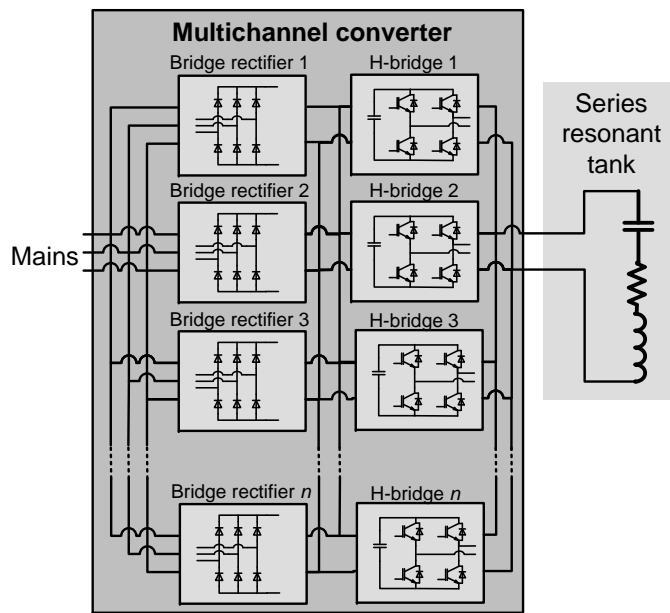 Multichannel converter
Bridge rectifier 1
H-bridge 1
Bridge rectifier 2
H-bridge 2
Bridge rectifier 3
H-bridge 3
Bridge rectifier n
H-bridge n
Mains
Series
resonant
tank